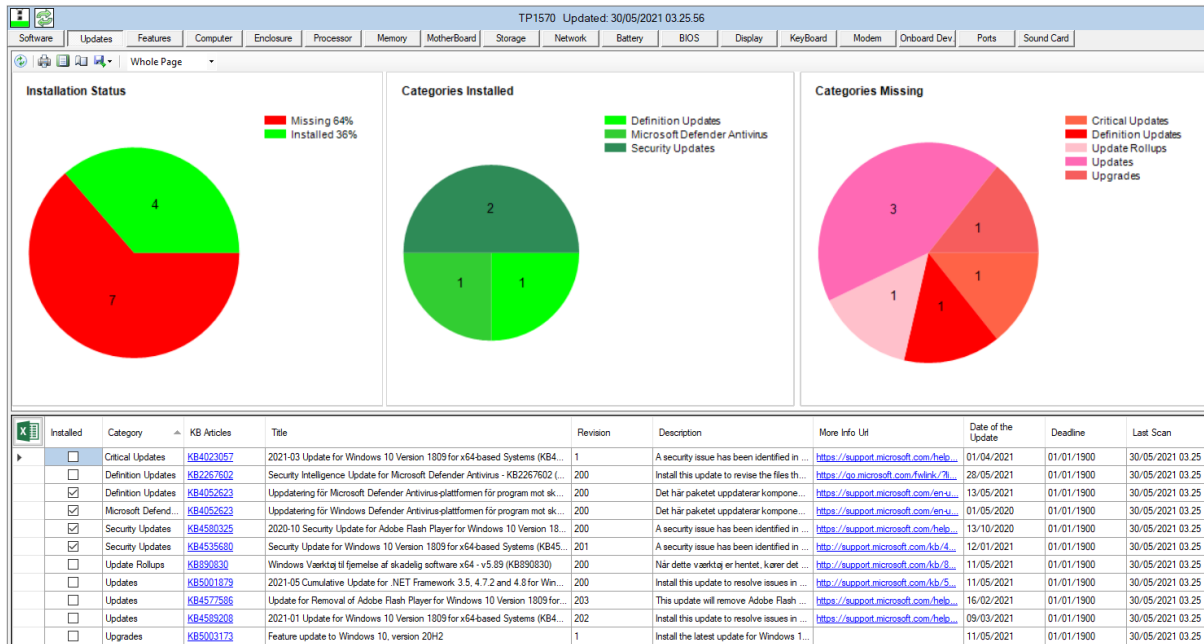 TP1570 Updated: 30/05/2021 03.25.56
Software Updates Features Computer Enclosure Processor Memory MotherBoard Storage Network Battery BIOS Display KeyBoard Modem Onboard Dev. Ports Sound Card
Whole Page
Installation Status
Missing 64%
Installed 36%
4
7
Categories Installed
Definition Updates
Microsoft Defender Antivirus
Security Updates
2
1 1
Categories Missing
Critical Updates
Definition Updates
Update Rollups
Updates
Upgrades
3
1
1
1
1
Installed Category KB Articles Title Revision Description More Info Url Date of the Update Deadline Last Scan
Critical Updates KB4023057 2021-03 Update for Windows 10 Version 1809 for x64-based Systems (KB4... 1 A security issue has been identified in ... https://support.microsoft.com/help... 01/04/2021 01/01/1900 30/05/2021 03.25
Definition Updates KB2267602 Security Intelligence Update for Microsoft Defender Antivirus - KB2267602 (... 200 Install this update to revise the files th... https://go.microsoft.com/fwlink/?li... 28/05/2021 01/01/1900 30/05/2021 03.25
Definition Updates KB4052623 Uppdatering för Microsoft Defender Antivirus-plattformen för program mot sk... 200 Det här paketet uppdaterar kompone... https://support.microsoft.com/en-u... 13/05/2021 01/01/1900 30/05/2021 03.25
Microsoft Defend... KB4052623 Uppdatering för Windows Defender Antivirus-plattformen för program mot sk... 200 Det här paketet uppdaterar kompone... https://support.microsoft.com/en-u... 01/05/2020 01/01/1900 30/05/2021 03.25
Security Updates KB4580325 2020-10 Security Update for Adobe Flash Player for Windows 10 Version 18... 200 A security issue has been identified in ... https://support.microsoft.com/help... 13/10/2020 01/01/1900 30/05/2021 03.25
Security Updates KB4535680 Security Update for Windows 10 Version 1809 for x64-based Systems (KB45... 201 A security issue has been identified in ... http://support.microsoft.com/kb/4... 12/01/2021 01/01/1900 30/05/2021 03.25
Update Rollups KB890830 Windows Værktøj til fjernelse af skadelig software x64 - v5.89 (KB890830) 200 Når dette værktøj er hentet, kører det ... http://support.microsoft.com/kb/8... 11/05/2021 01/01/1900 30/05/2021 03.25
Updates KB5001879 2021-05 Cumulative Update for .NET Framework 3.5, 4.7.2 and 4.8 for Win... 200 Install this update to resolve issues in ... http://support.microsoft.com/kb/5... 11/05/2021 01/01/1900 30/05/2021 03.25
Updates KB4577586 Update for Removal of Adobe Flash Player for Windows 10 Version 1809 for... 203 This update will remove Adobe Flash ... https://support.microsoft.com/help... 16/02/2021 01/01/1900 30/05/2021 03.25
Updates KB4589208 2021-01 Update for Windows 10 Version 1809 for x64-based Systems (KB4... 202 Install this update to resolve issues in ... https://support.microsoft.com/help... 09/03/2021 01/01/1900 30/05/2021 03.25
Upgrades KB5003173 Feature update to Windows 10, version 20H2 1 Install the latest update for Windows 1... 11/05/2021 01/01/1900 30/05/2021 03.25